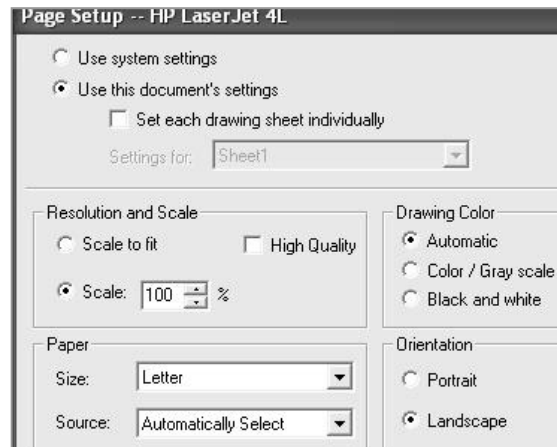 Page Setup -- HP LaserJet 4L
Use system settings
Use this document's settings
Set each drawing sheet individually
Settings for: Sheet1
Resolution and Scale
Scale to fit High Quality
Scale: 100 %
Drawing Color
Automatic
Color / Gray scale
Black and white
Paper
Size: Letter
Source: Automatically Select
Orientation
Portrait
Landscape